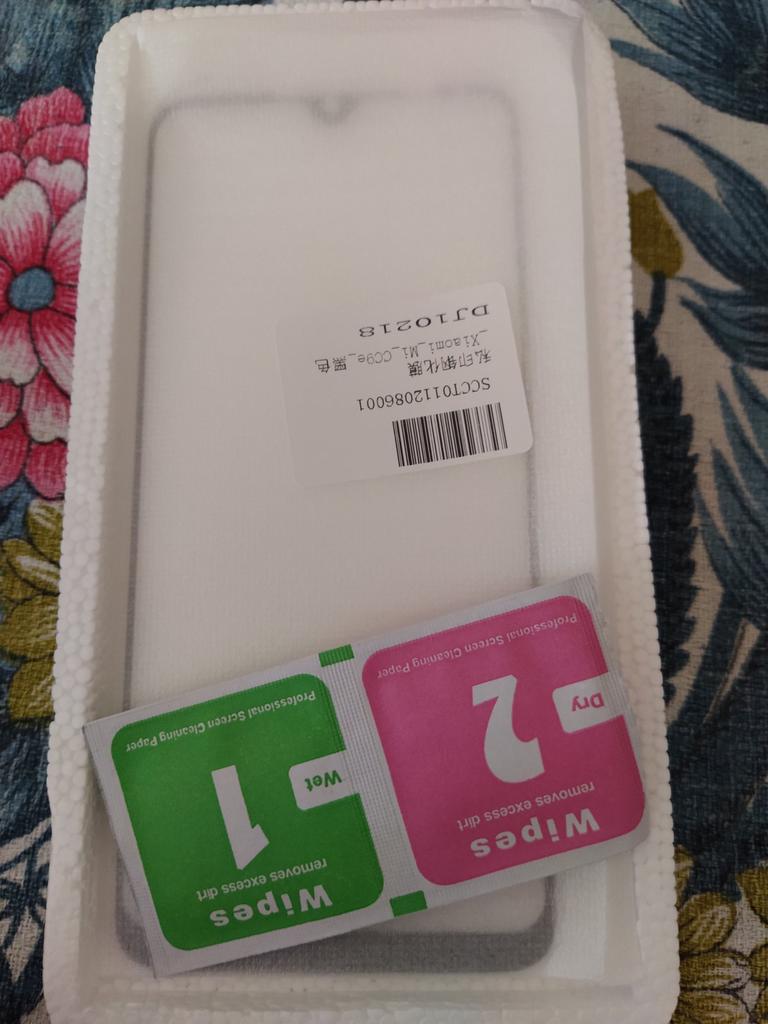 SCCT0112086001
私印钢化膜
_Xiaomi_Mi_CC9e_黑色
DJ10218
Wipes
removes excess dirt
2
Dry
Professional Screen Cleaning Paper
Wipes
removes excess dirt
1
Wet
Professional Screen Cleaning Paper